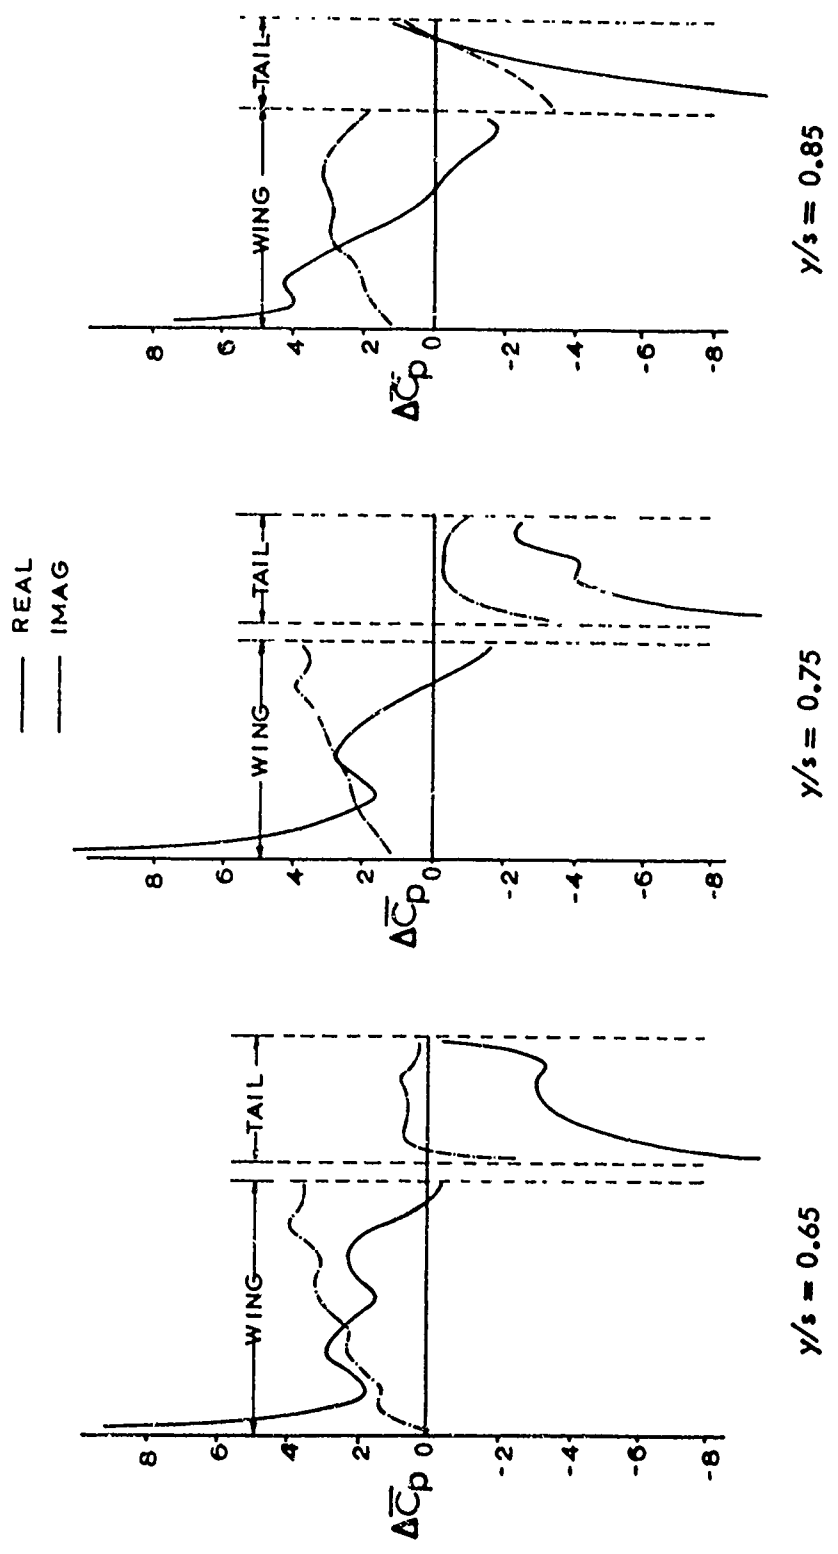 REAL
IMAG
WING
TAIL
8
6
4
2
0
-2
-4
-6
-8
ΔC̅p
y/s = 0.65
WING
TAIL
8
6
4
2
0
-2
-4
-6
-8
ΔC̅p
y/s = 0.75
WING
TAIL
8
6
4
2
0
-2
-4
-6
-8
ΔC̅p
y/s = 0.85